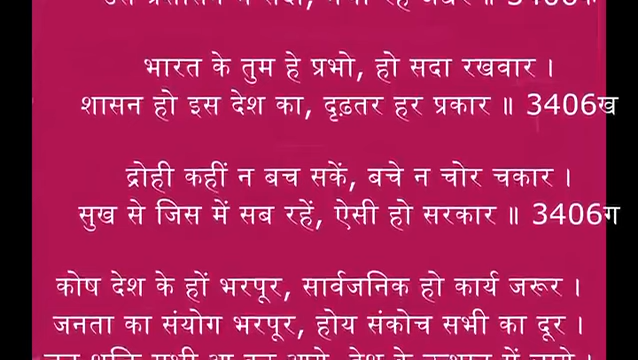 भारत के तुम हे प्रभो, हो सदा रखवार ।
शासन हो इस देश का, दृढ़तर हर प्रकार ॥ 3406ख
द्रोही कहीं न बच सकें, बचे न चोर चकार ।
सुख से जिस में सब रहें, ऐसी हो सरकार ॥ 3406ग
कोष देश के हों भरपूर, सार्वजनिक हो कार्य जरूर ।
जनता का संयोग भरपूर, होय संकोच सभी का दूर ।